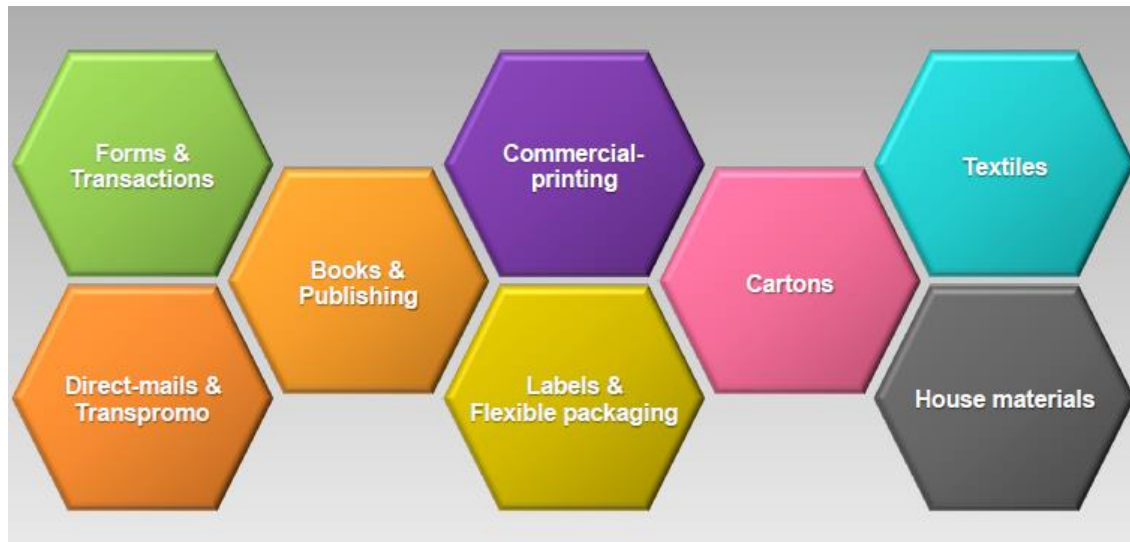 Forms &
Transactions
Direct-mails &
Transpromo
Books &
Publishing
Commercial-
printing
Labels &
Flexible packaging
Cartons
Textiles
House materials